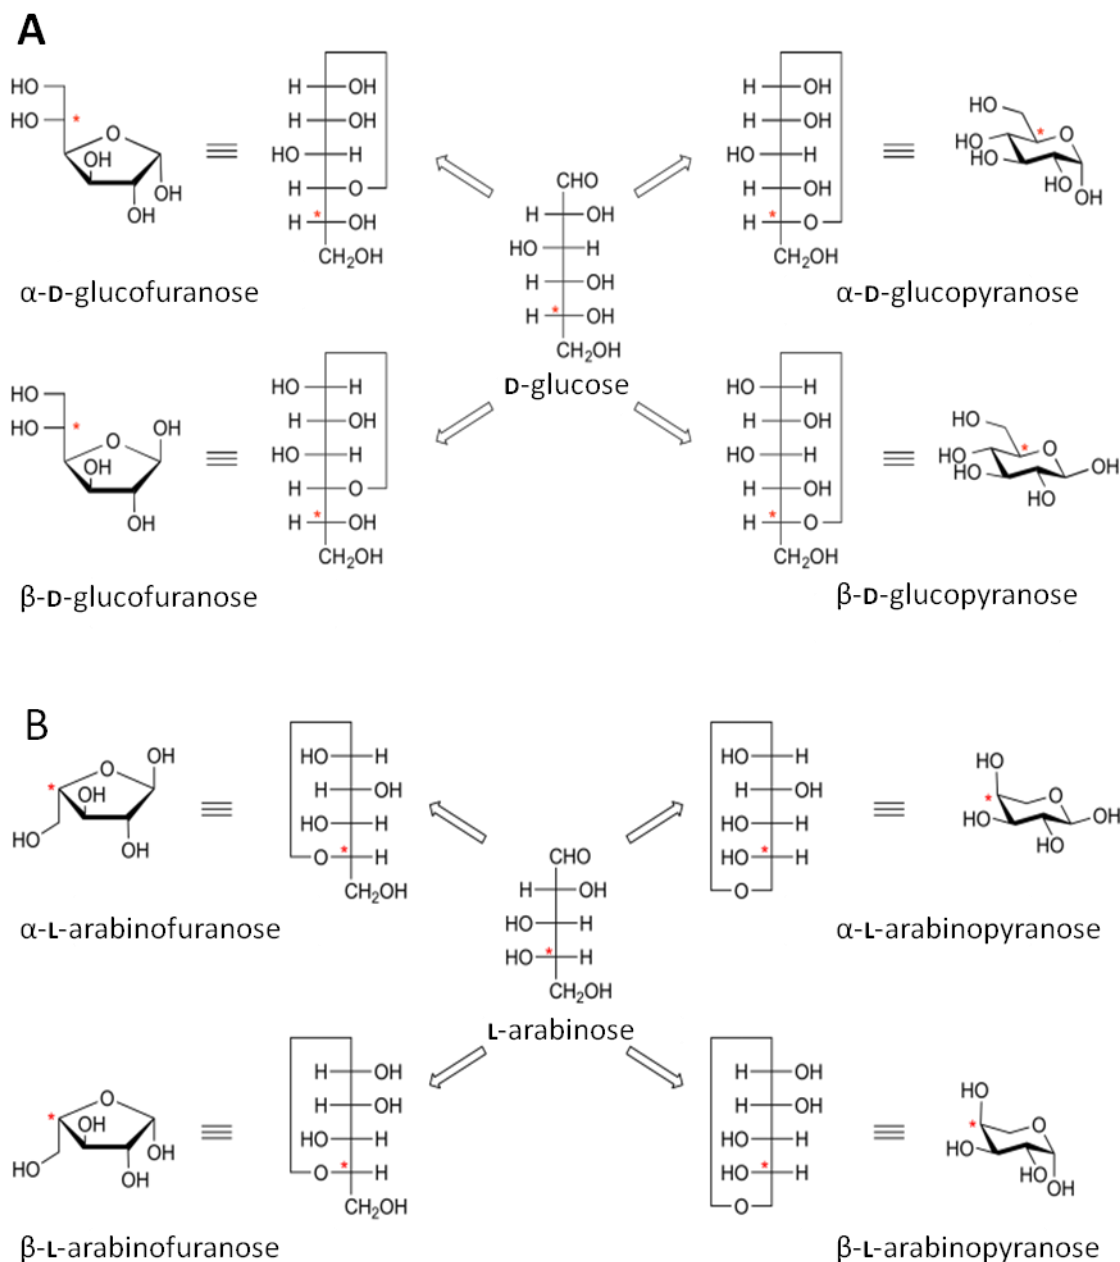 A
HO
HO *
O
OH
HO
OH
OH
≡
H OH
H OH
HO H
H O
H * OH
CH₂OH
α-D-glucofuranose
CHO
H OH
HO H
H OH
H * OH
CH₂OH
D-glucose
H OH
H OH
HO H
H OH
H * O
CH₂OH
≡
HO
* O
HO
HO
HO
OH
α-D-glucopyranose
HO
HO *
OH
O
OH
HO
OH
≡
HO H
H OH
HO H
H O
H * OH
CH₂OH
β-D-glucofuranose
HO H
H OH
HO H
H OH
H * O
CH₂OH
≡
HO
* O
HO
HO
OH
HO
β-D-glucopyranose
B
OH
O
*
OH
HO
OH
≡
HO H
H OH
HO H
O * H
CH₂OH
α-L-arabinofuranose
CHO
H OH
HO H
HO * H
CH₂OH
L-arabinose
HO H
H OH
HO H
HO * H
O
≡
HO
* O
HO
OH
HO
α-L-arabinopyranose
O
*
OH
OH
HO
OH
≡
H OH
H OH
HO H
O * H
CH₂OH
β-L-arabinofuranose
H OH
H OH
HO H
HO * H
O
≡
HO
* O
HO
HO
OH
β-L-arabinopyranose